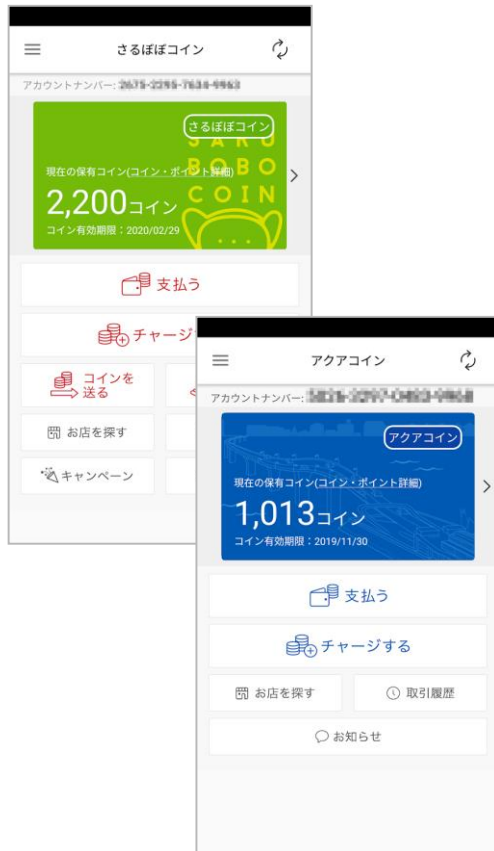 さるぼぼコイン
アカウントナンバー:
さるぼぼコイン
SARU
BOBO
COIN
現在の保有コイン(コイン・ポイント詳細)
2,200コイン
コイン有効期限：2020/02/29
支払う
チャージ
コインを
送る
お店を探す
キャンペーン
アクアコイン
アカウントナンバー:
アクアコイン
現在の保有コイン(コイン・ポイント詳細)
1,013コイン
コイン有効期限：2019/11/30
支払う
チャージする
お店を探す
取引履歴
お知らせ